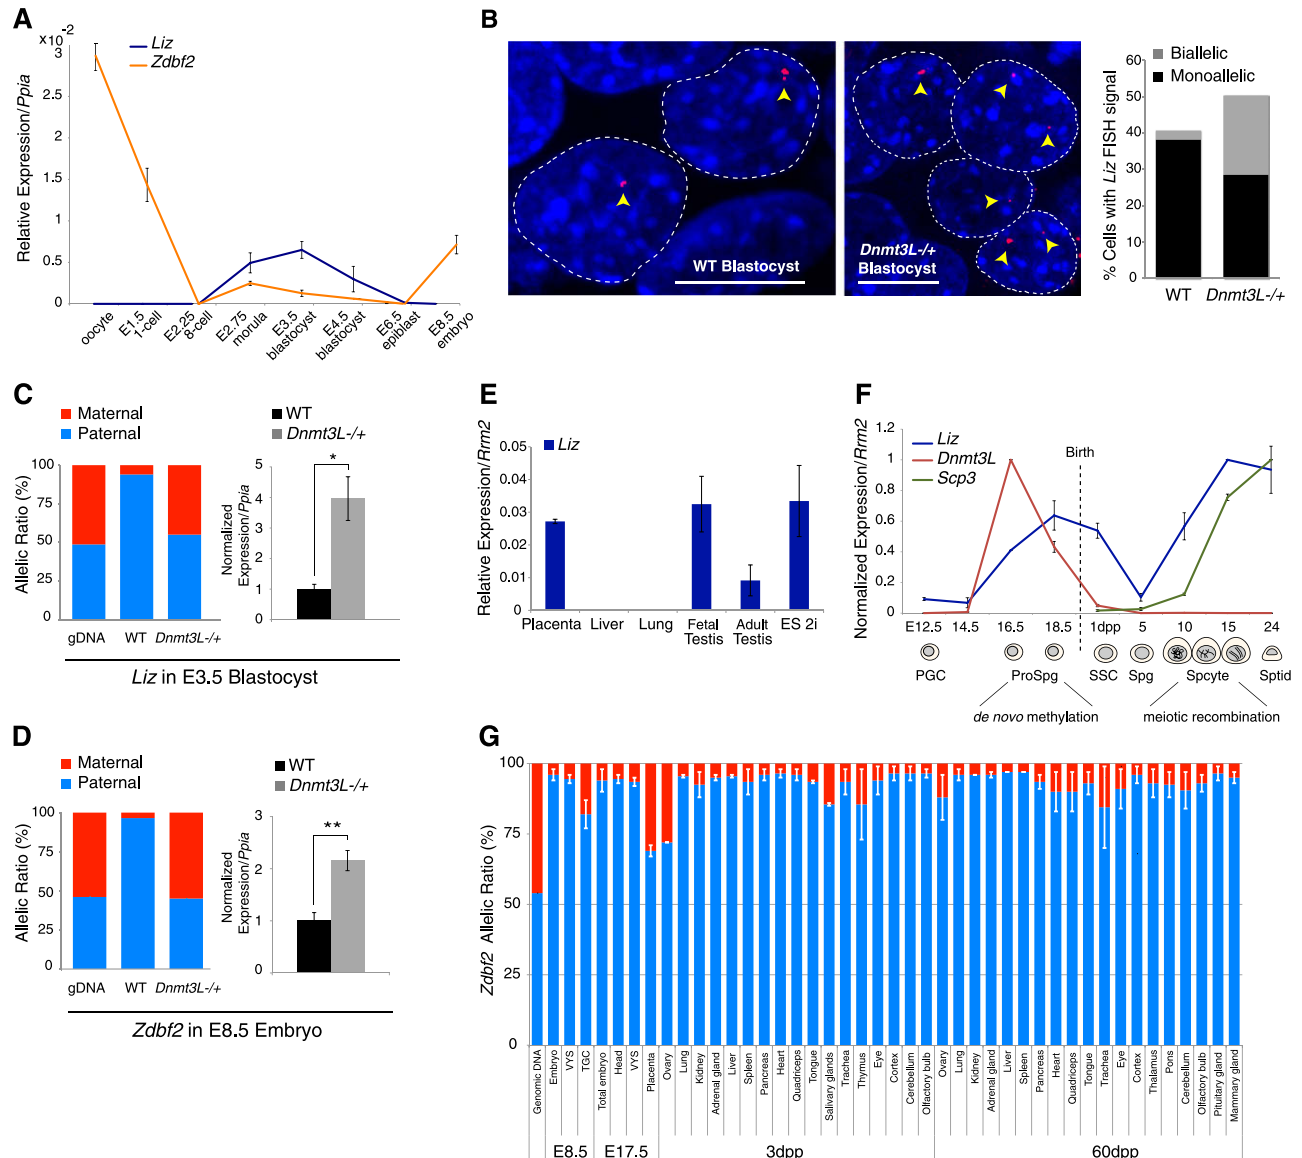 A
x10-2
Liz
Zdbf2
Relative Expression/Ppia
3
2.5
2
1.5
1
0.5
0
oocyte
E1.5
1-cell
E2.25
8-cell
E2.75
morula
E3.5
blastocyst
E4.5
blastocyst
E6.5
epiblast
E8.5
embryo
B
WT Blastocyst
Dnmt3L-/+
Blastocyst
Biallelic
Monoallelic
% Cells with Liz FISH signal
60
50
40
30
20
10
0
WT
Dnmt3L-/+
C
Maternal
Paternal
Allelic Ratio (%)
100
75
50
25
0
gDNA
WT
Dnmt3L-/+
WT
Dnmt3L-/+
Normalized
Expression/Ppia
5
4
3
2
1
0
*
Liz in E3.5 Blastocyst
D
Maternal
Paternal
Allelic Ratio (%)
100
75
50
25
0
gDNA
WT
Dnmt3L-/+
WT
Dnmt3L-/+
Normalized
Expression/Ppia
3
2
1
0
**
Zdbf2 in E8.5 Embryo
E
Liz
Relative Expression/Rrm2
0.05
0.04
0.03
0.02
0.01
0
Placenta
Liver
Lung
Fetal
Testis
Adult
Testis
ES 2i
F
Liz
Dnmt3L
Scp3
Birth
Normalized Expression/Rrm2
1.2
1
0.8
0.6
0.4
0.2
0
E12.5
14.5
16.5
18.5
1dpp
5
10
15
24
PGC
ProSpg
SSC
Spg
Spcyte
Sptid
de novo methylation
meiotic recombination
G
Zdbf2 Allelic Ratio (%)
100
75
50
25
0
Genomic DNA
Embryo
VYS
TGC
Total embryo
Head
VYS
Placenta
Ovary
Lung
Kidney
Adrenal gland
Liver
Spleen
Pancreas
Heart
Quadriceps
Tongue
Salivary glands
Trachea
Thymus
Eye
Cortex
Cerebellum
Olfactory bulb
Ovary
Lung
Kidney
Adrenal gland
Liver
Spleen
Pancreas
Heart
Quadriceps
Tongue
Trachea
Eye
Cortex
Thalamus
Pons
Cerebellum
Olfactory bulb
Pituitary gland
Mammary gland
E8.5
E17.5
3dpp
60dpp